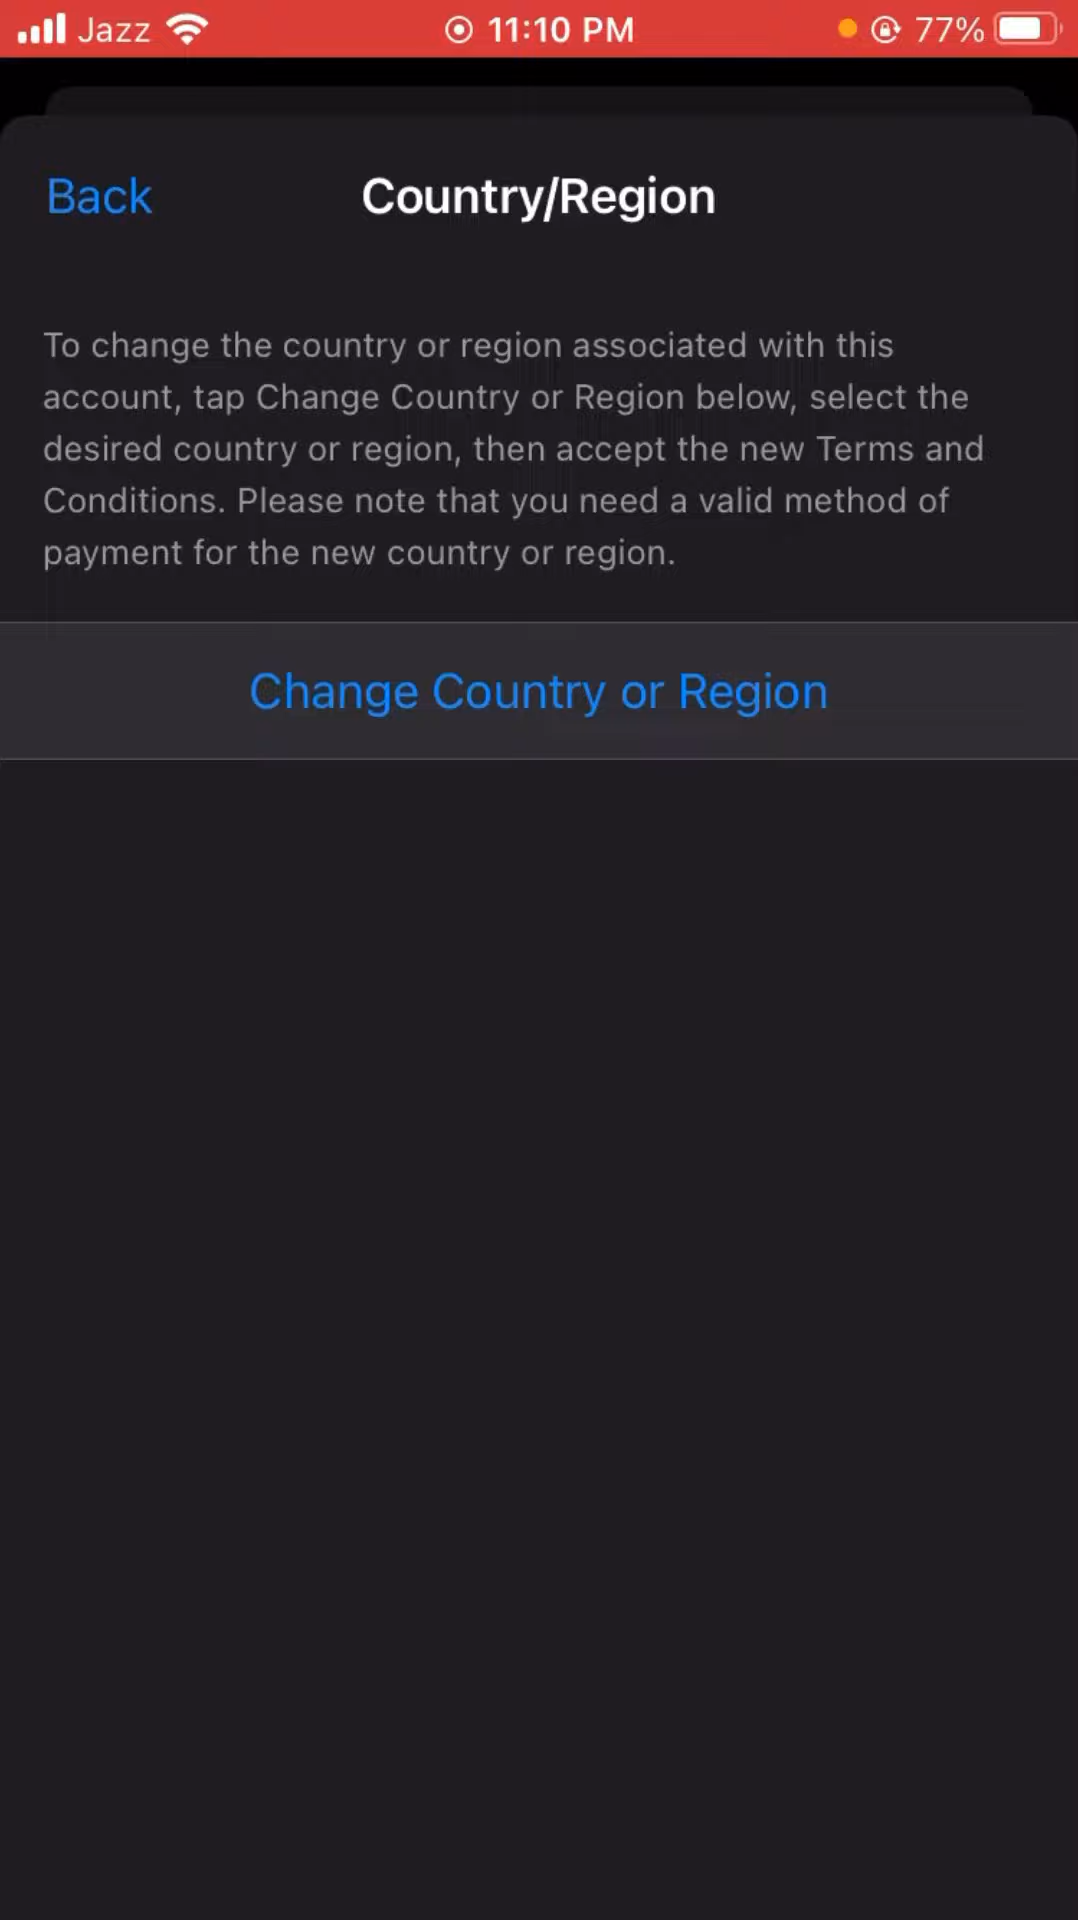 Jazz 11:10 PM 77%
Back Country/Region
To change the country or region associated with this
account, tap Change Country or Region below, select the
desired country or region, then accept the new Terms and
Conditions. Please note that you need a valid method of
payment for the new country or region.
Change Country or Region